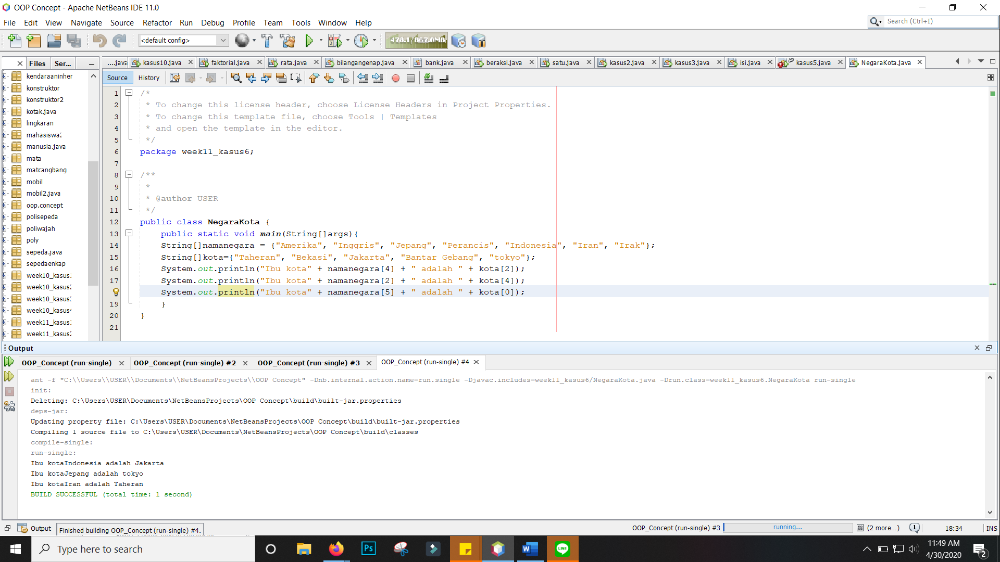 OOP Concept - Apache NetBeans IDE 11.0
File Edit View Navigate Source Refactor Run Debug Profile Team Tools Window Help
Search (Ctrl+I)
<default config>
478.1/867.0MB
Files Ser...
....java kasus10.java faktorial.java rata.java bilangangenap.java bank.java beraksi.java satu.java kasus2.java kasus3.java isi.java kasus5.java NegaraKota.java
Source History
kendaraaninher
konstruktor
konstruktor2
kotak.java
lingkaran
mahasiswa2
manusia.java
mata
matcangbang
mobil
mobil2.java
oop.concept
polisepeda
poliwajah
poly
sepeda.java
sepedaenkap
week10_kasus1
week10_kasus2
week10_kasus3
week10_kasus4
week11_kasus1
week11_kasus2
1 /*
2 * To change this license header, choose License Headers in Project Properties.
3 * To change this template file, choose Tools | Templates
4 * and open the template in the editor.
5 */
6 package week11_kasus6;
7
8 /**
9 *
10 * @author USER
11 */
12 public class NegaraKota {
13 public static void main(String[]args){
14 String[]namanegara = {"Amerika", "Inggris", "Jepang", "Perancis", "Indonesia", "Iran", "Irak"};
15 String[]kota={"Taheran", "Bekasi", "Jakarta", "Bantar Gebang", "tokyo"};
16 System.out.println("Ibu kota" + namanegara[4] + " adalah " + kota[2]);
17 System.out.println("Ibu kota" + namanegara[2] + " adalah " + kota[4]);
System.out.println("Ibu kota" + namanegara[5] + " adalah " + kota[0]);
19 }
20 }
21
Output
OOP_Concept (run-single) OOP_Concept (run-single) #2 OOP_Concept (run-single) #3 OOP_Concept (run-single) #4
ant -f "C:\\Users\\USER\\Documents\\NetBeansProjects\\OOP Concept" -Dnb.internal.action.name=run.single -Djavac.includes=week11_kasus6/NegaraKota.java -Drun.class=week11_kasus6.NegaraKota run-single
init:
Deleting: C:\Users\USER\Documents\NetBeansProjects\OOP Concept\build\built-jar.properties
deps-jar:
Updating property file: C:\Users\USER\Documents\NetBeansProjects\OOP Concept\build\built-jar.properties
Compiling 1 source file to C:\Users\USER\Documents\NetBeansProjects\OOP Concept\build\classes
compile-single:
run-single:
Ibu kotaIndonesia adalah Jakarta
Ibu kotaJepang adalah tokyo
Ibu kotaIran adalah Taheran
BUILD SUCCESSFUL (total time: 1 second)
Output Finished building OOP_Concept (run-single) #4. OOP_Concept (run-single) #3 running... (2 more...) 1 18:34 INS
Type here to search
Ps
W
LINE
11:49 AM
4/30/2020
2